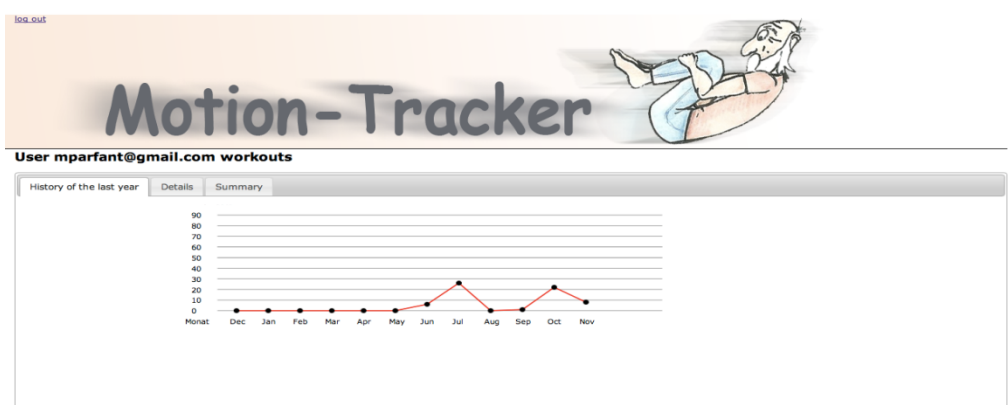 log out
Motion-Tracker
User mparfant@gmail.com workouts
History of the last year Details Summary
90
80
70
60
50
40
30
20
10
0
Monat Dec Jan Feb Mar Apr May Jun Jul Aug Sep Oct Nov